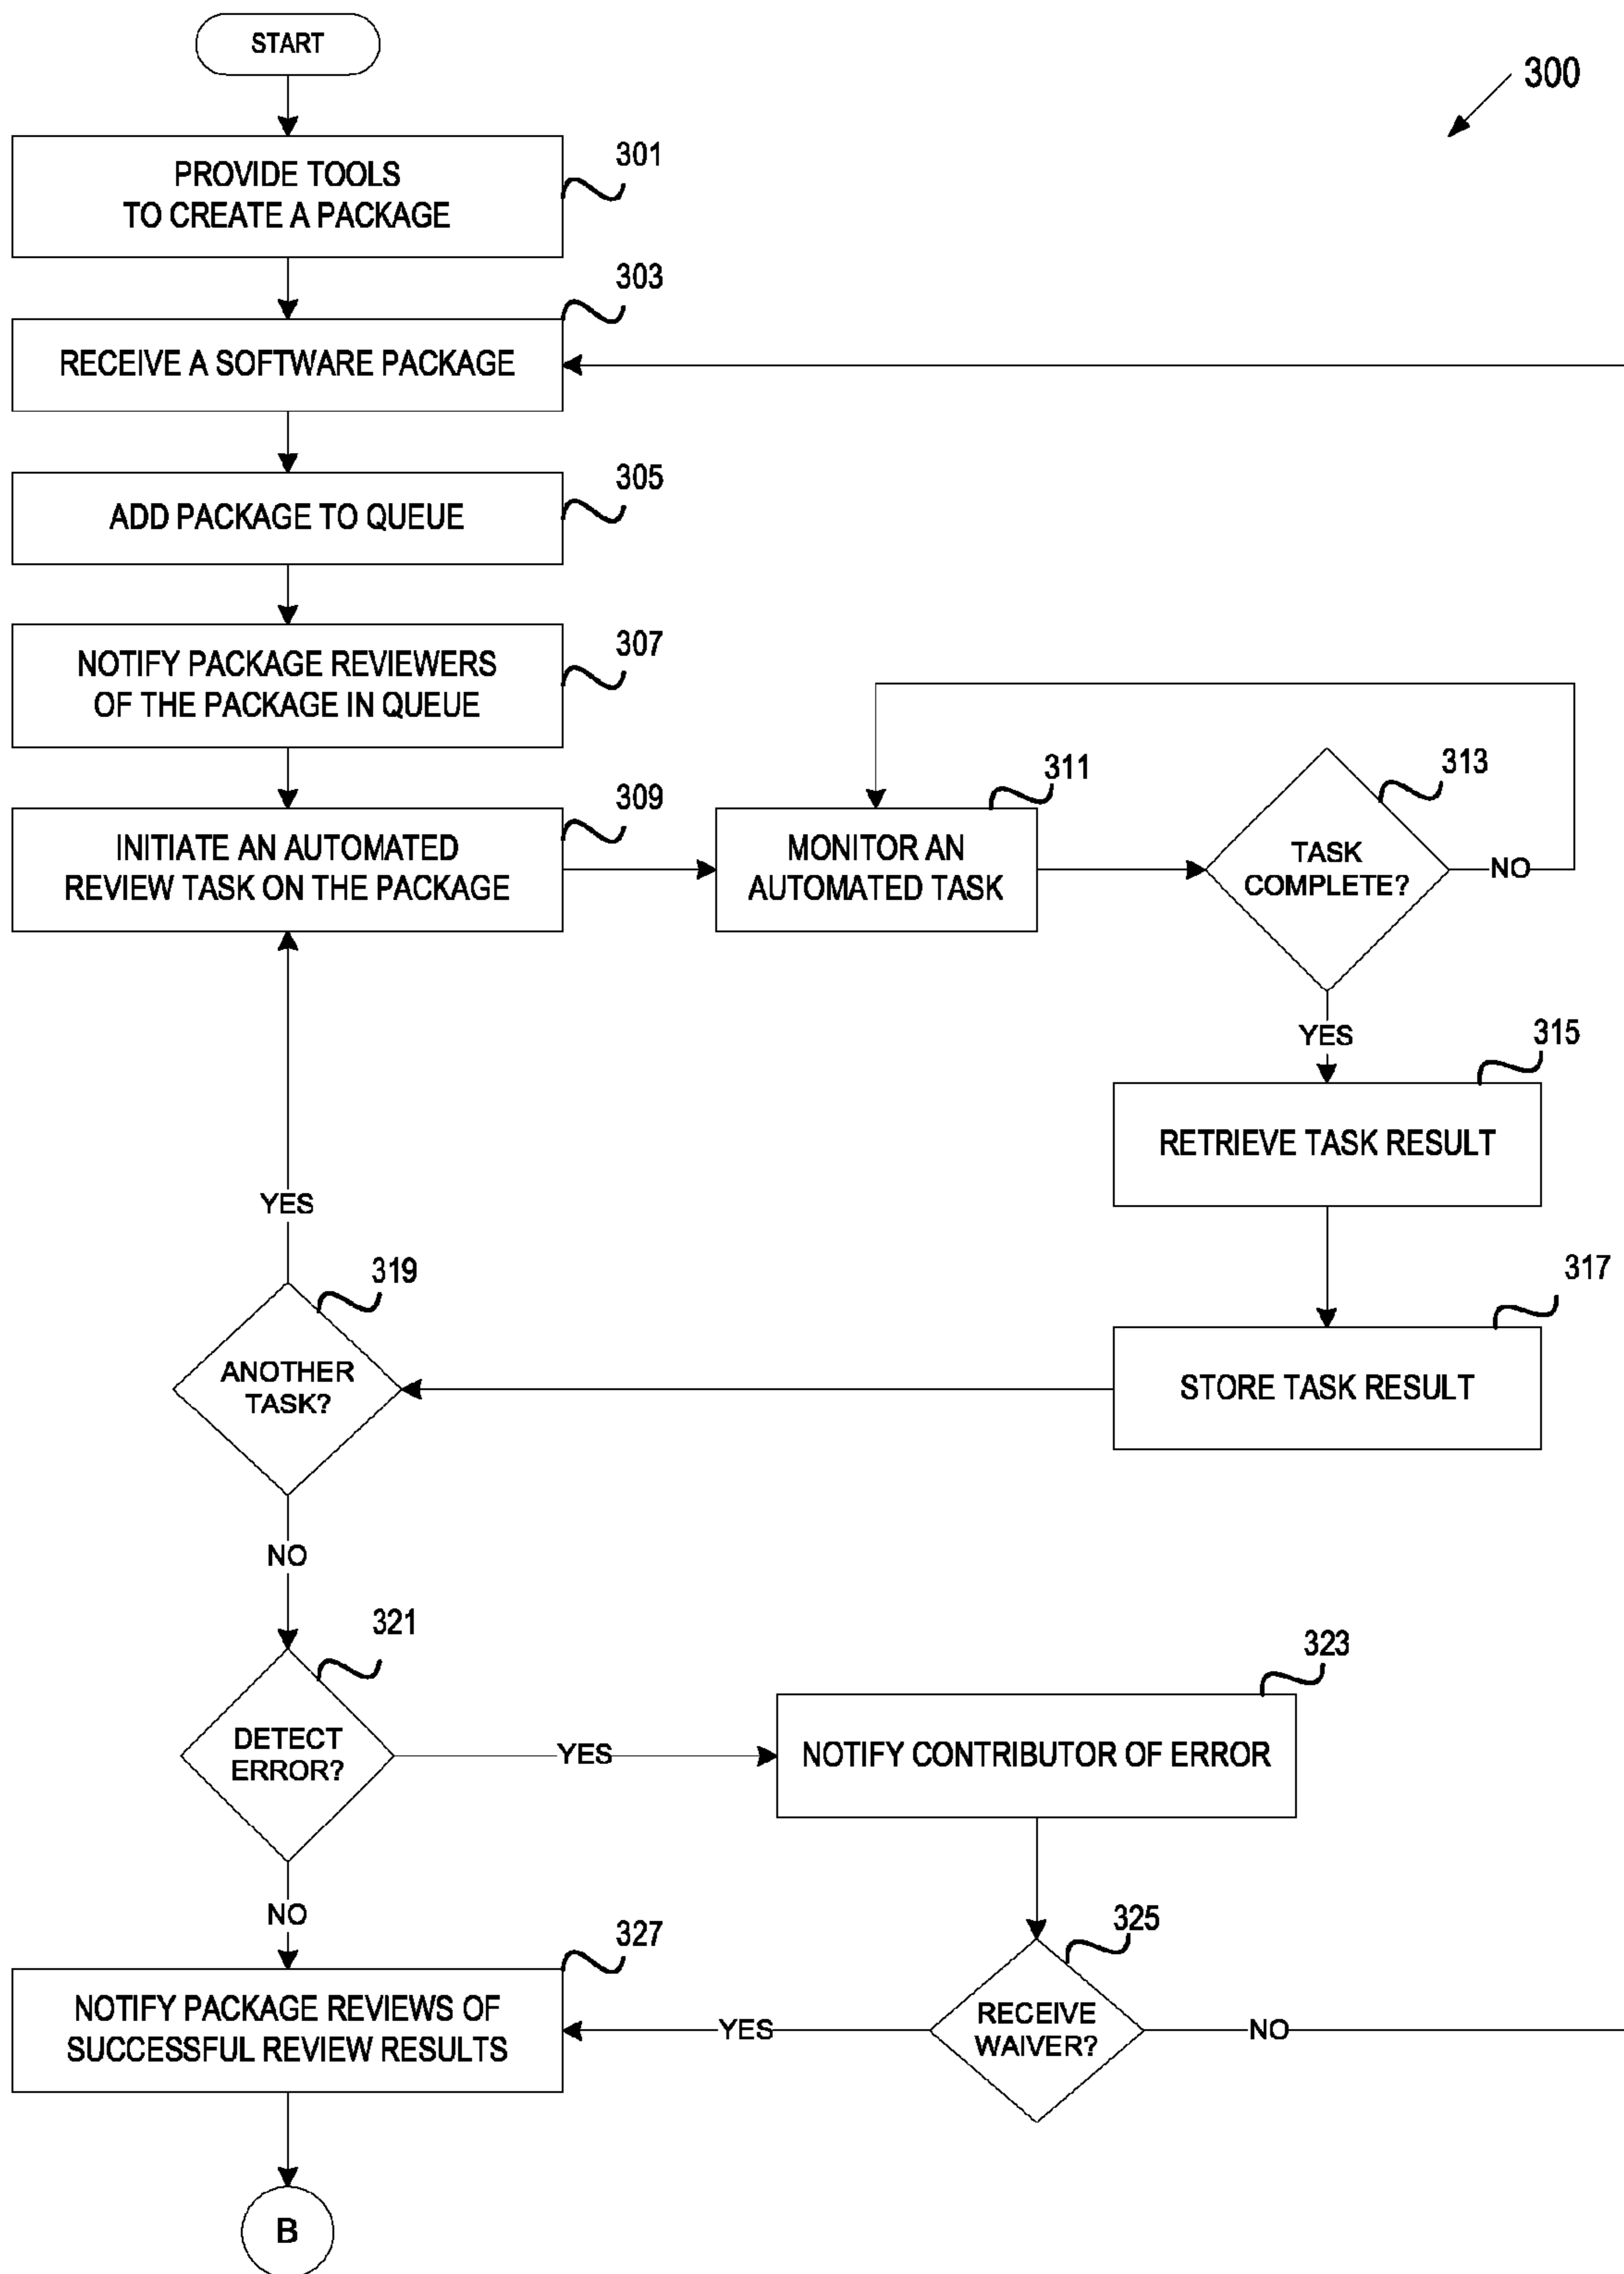 START
300
PROVIDE TOOLS
TO CREATE A PACKAGE
301
303
RECEIVE A SOFTWARE PACKAGE
305
ADD PACKAGE TO QUEUE
307
NOTIFY PACKAGE REVIEWERS
OF THE PACKAGE IN QUEUE
309
INITIATE AN AUTOMATED
REVIEW TASK ON THE PACKAGE
311
MONITOR AN
AUTOMATED TASK
313
TASK
COMPLETE?
NO
YES
315
RETRIEVE TASK RESULT
317
STORE TASK RESULT
YES
319
ANOTHER
TASK?
NO
321
DETECT
ERROR?
YES
323
NOTIFY CONTRIBUTOR OF ERROR
NO
325
RECEIVE
WAIVER?
YES
NO
327
NOTIFY PACKAGE REVIEWS OF
SUCCESSFUL REVIEW RESULTS
B